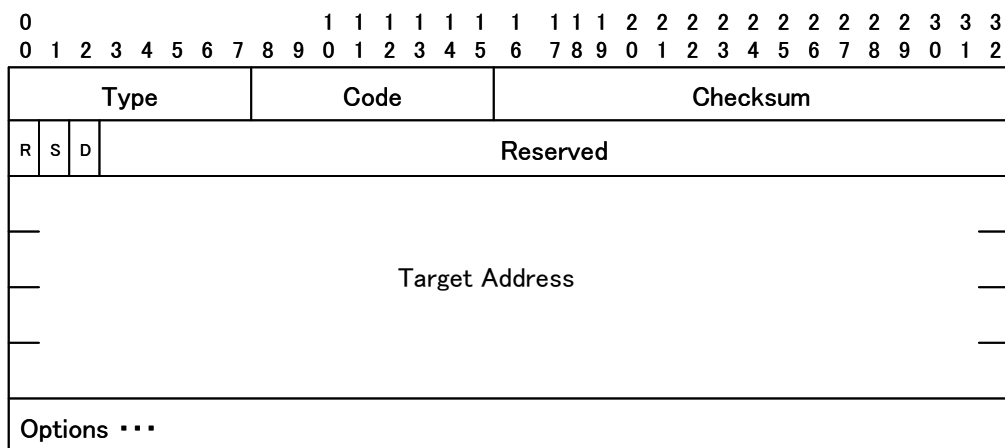 0 1 1 1 1 1 1 1 1 1 1 2 2 2 2 2 2 2 2 2 2 3 3 3
0 1 2 3 4 5 6 7 8 9 0 1 2 3 4 5 6 7 8 9 0 1 2 3 4 5 6 7 8 9 0 1 2
Type Code Checksum
R S D Reserved
Target Address
Options ･･･